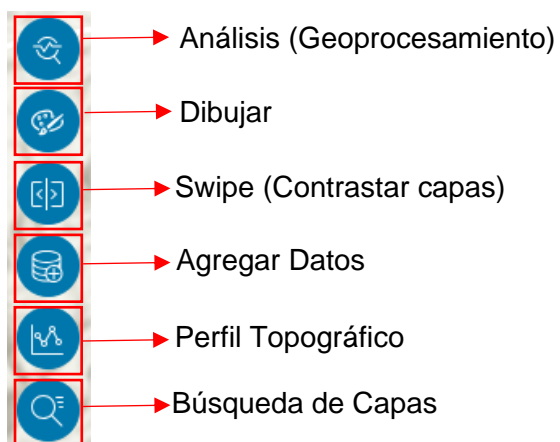 Análisis (Geoprocesamiento)
Dibujar
Swipe (Contrastar capas)
Agregar Datos
Perfil Topográfico
Búsqueda de Capas